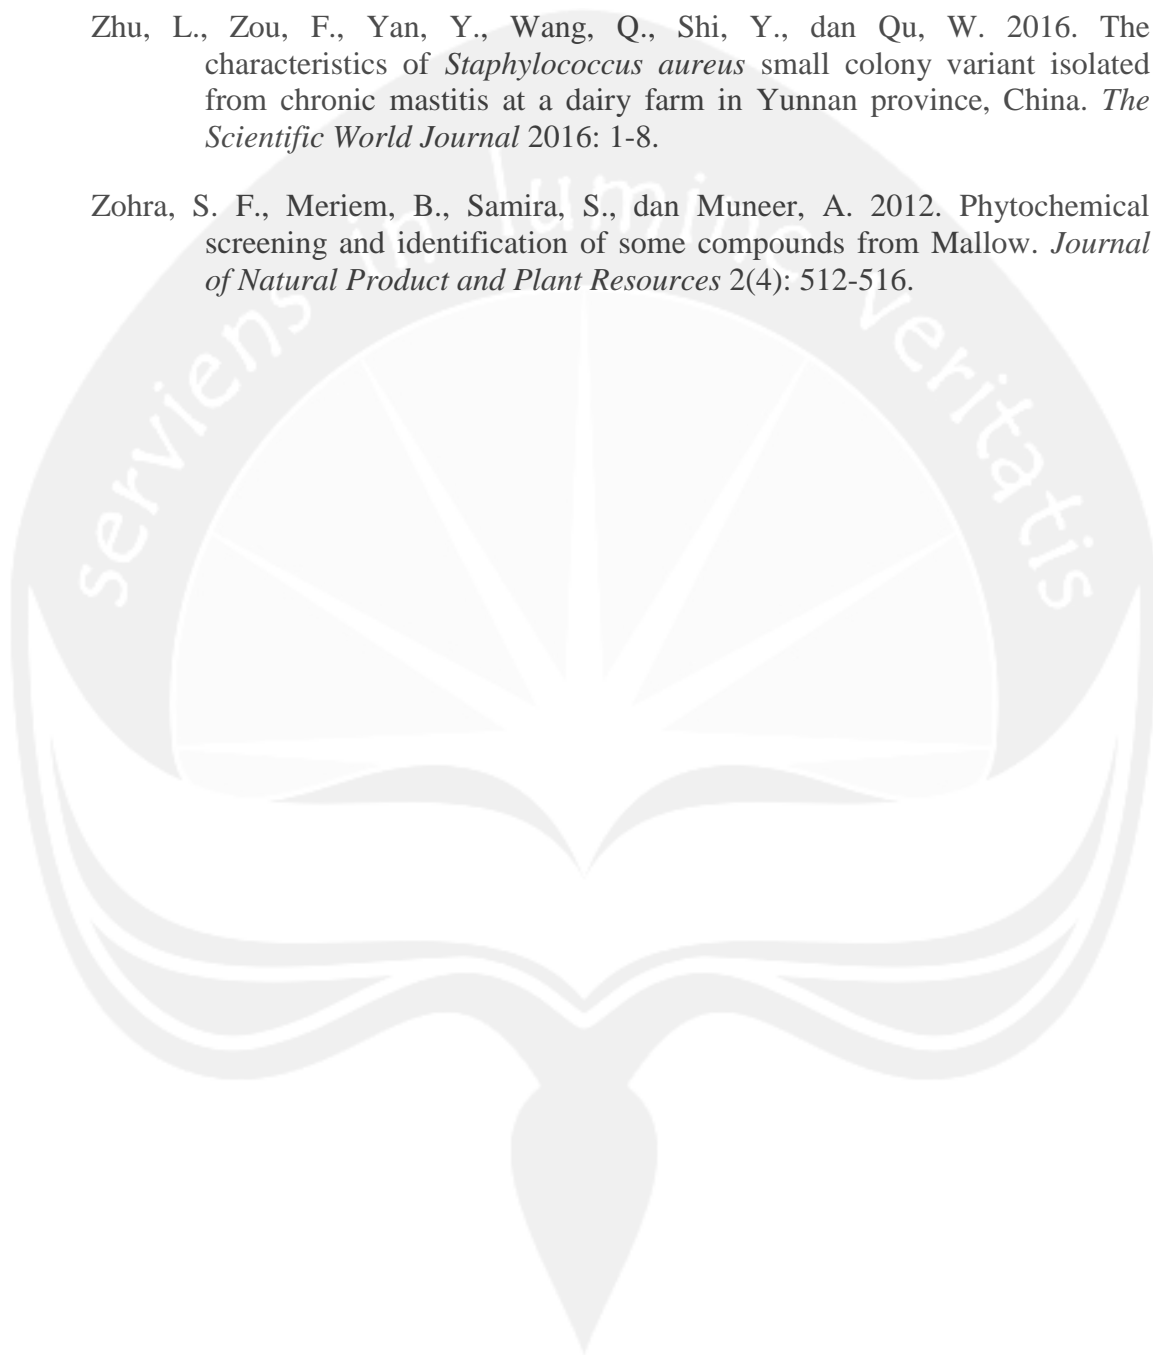 Zhu, L., Zou, F., Yan, Y., Wang, Q., Shi, Y., dan Qu, W. 2016. The
characteristics of Staphylococcus aureus small colony variant isolated
from chronic mastitis at a dairy farm in Yunnan province, China. The
Scientific World Journal 2016: 1-8.
Zohra, S. F., Meriem, B., Samira, S., dan Muneer, A. 2012. Phytochemical
screening and identification of some compounds from Mallow. Journal
of Natural Product and Plant Resources 2(4): 512-516.
serviens in lumine veritatis